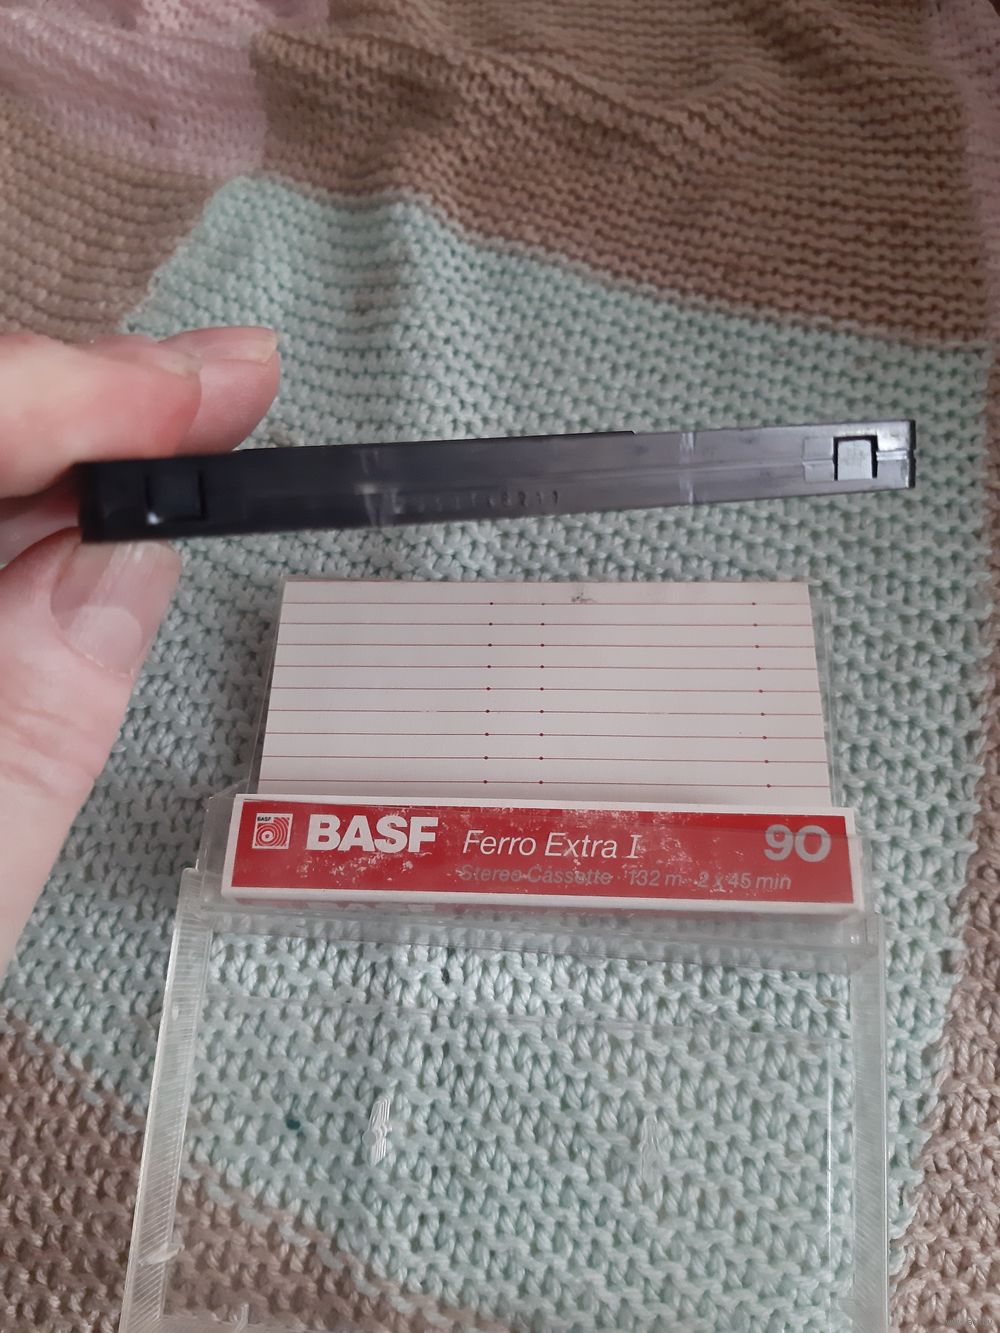 BASF
BASF Ferro Extra I 90
Stereo Cassette 132 m 2 x 45 min